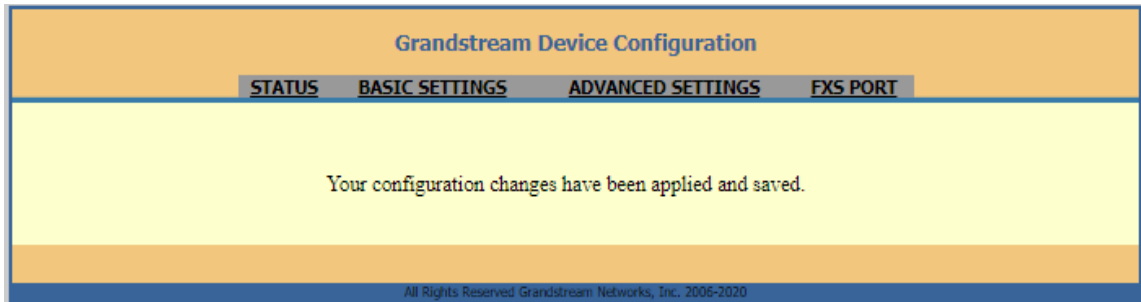 Grandstream Device Configuration
STATUS BASIC SETTINGS ADVANCED SETTINGS FXS PORT
Your configuration changes have been applied and saved.
All Rights Reserved Grandstream Networks, Inc. 2006-2020